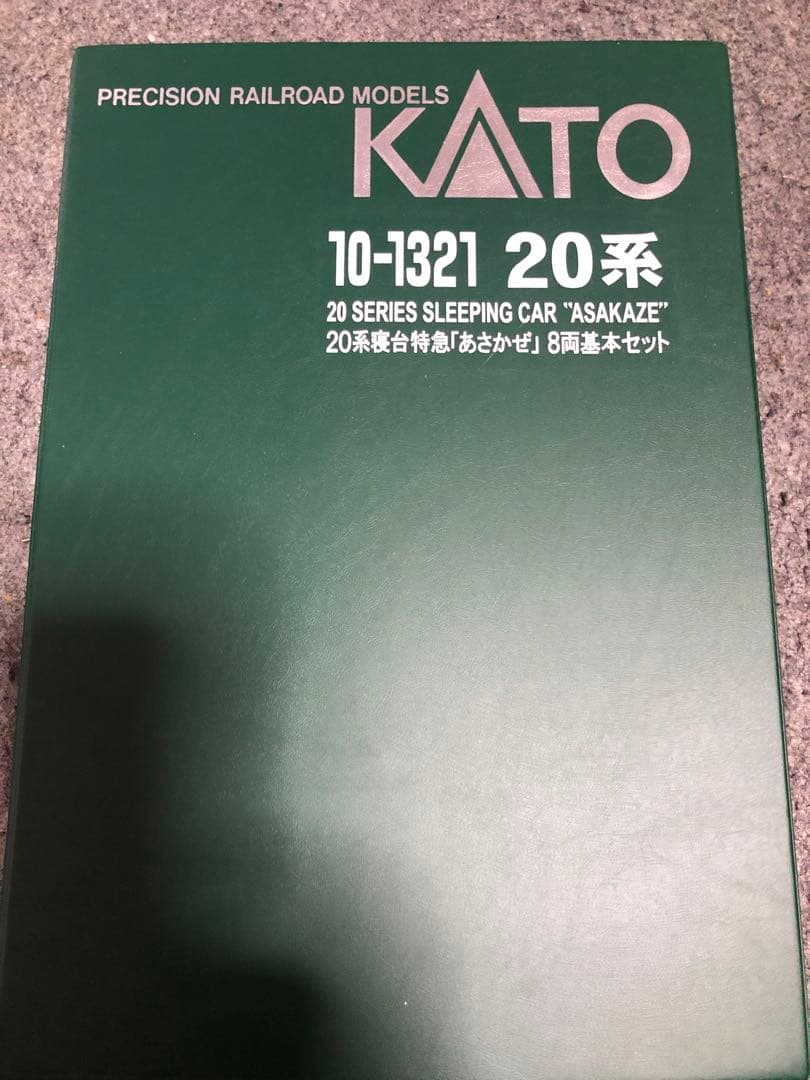 PRECISION RAILROAD MODELS
KATO
10-1321 20系
20 SERIES SLEEPING CAR "ASAKAZE"
20系寝台特急「あさかぜ」 8両基本セット